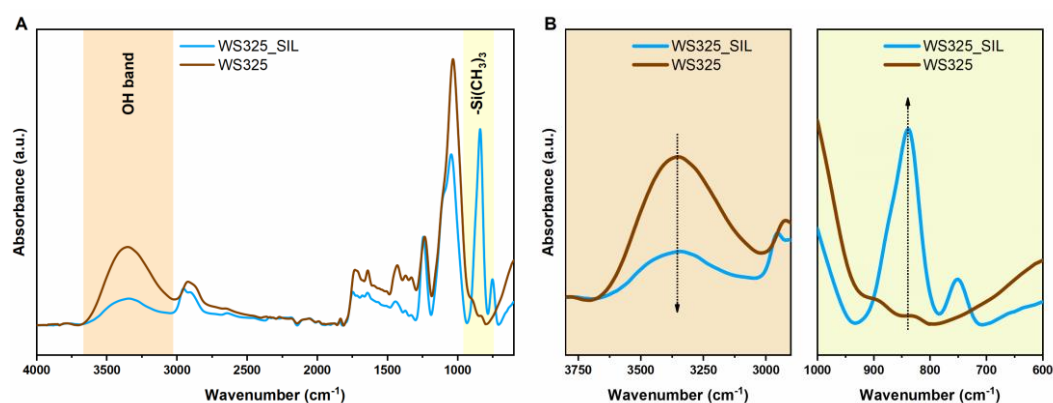 A
WS325_SIL
WS325
OH band
-Si(CH₃)₃
Absorbance (a.u.)
4000 3500 3000 2500 2000 1500 1000
Wavenumber (cm⁻¹)
B
WS325_SIL
WS325
Absorbance (a.u.)
3750 3500 3250 3000
Wavenumber (cm⁻¹)
WS325_SIL
WS325
1000 900 800 700 600
Wavenumber (cm⁻¹)